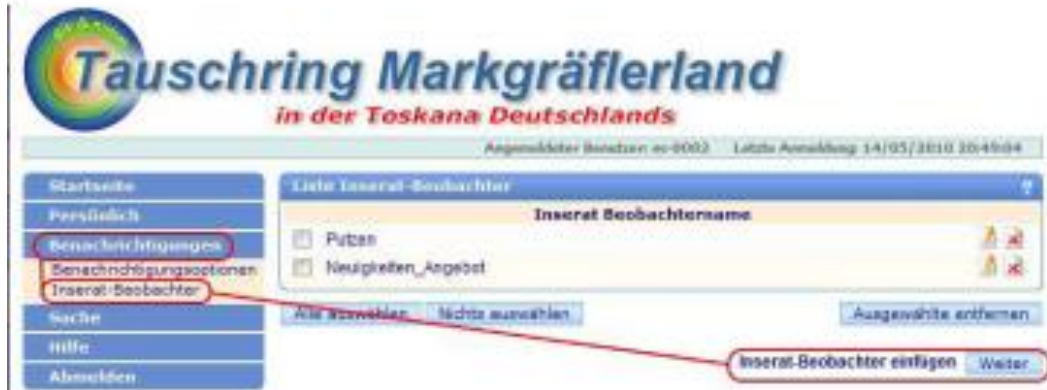 Tauschring Markgräflerland
in der Toskana Deutschlands
Angemeldeter Benutzer: ec-0002 Letzte Anmeldung: 14/05/2010 20:49:04
Startseite
Persönlich
Benachrichtigungen
Benachrichtigungsoptionen
Inserat-Beobachter
Suche
Hilfe
Abmelden
Liste Inserat-Beobachter
Inserat Beobachtername
Putzen
Neuigkeiten_Angebot
Alle auswählen Nichts auswählen Ausgewählte entfernen
Inserat-Beobachter einfügen Weiter